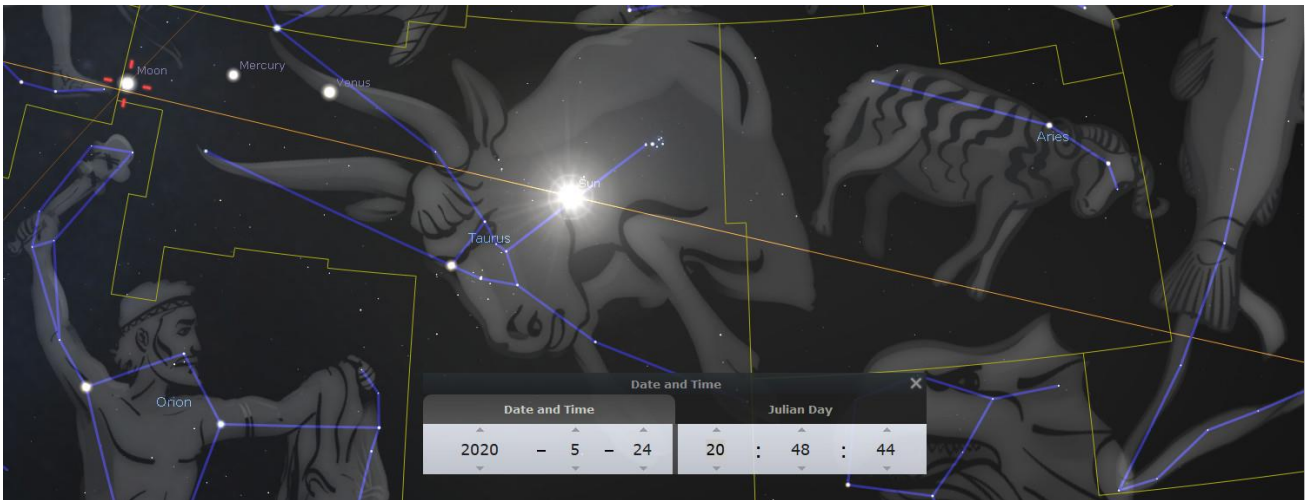 Moon
Mercury
Venus
Sun
Aries
Taurus
Orion
Date and Time ×
Date and Time Julian Day
2020 – 5 – 24 20 : 48 : 44